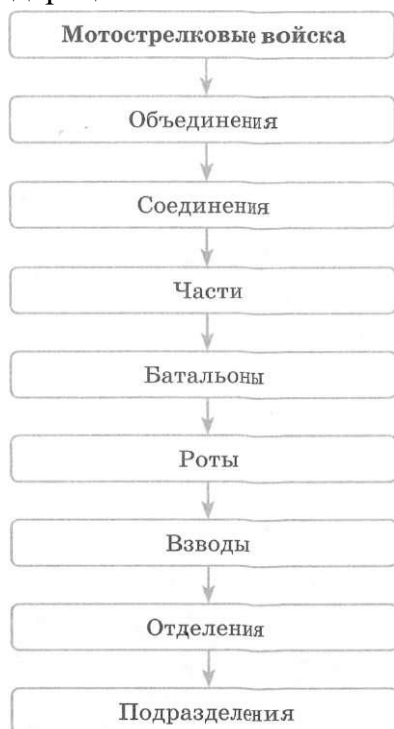 Мотострелковые войска
Объединения
Соединения
Части
Батальоны
Роты
Взводы
Отделения
Подразделения